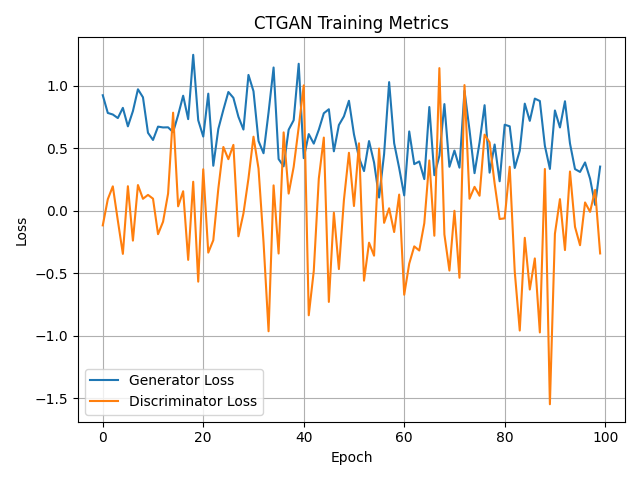 CTGAN Training Metrics
1.0
0.5
0.0
−0.5
−1.0
−1.5
Loss
Generator Loss
Discriminator Loss
0 20 40 60 80 100
Epoch